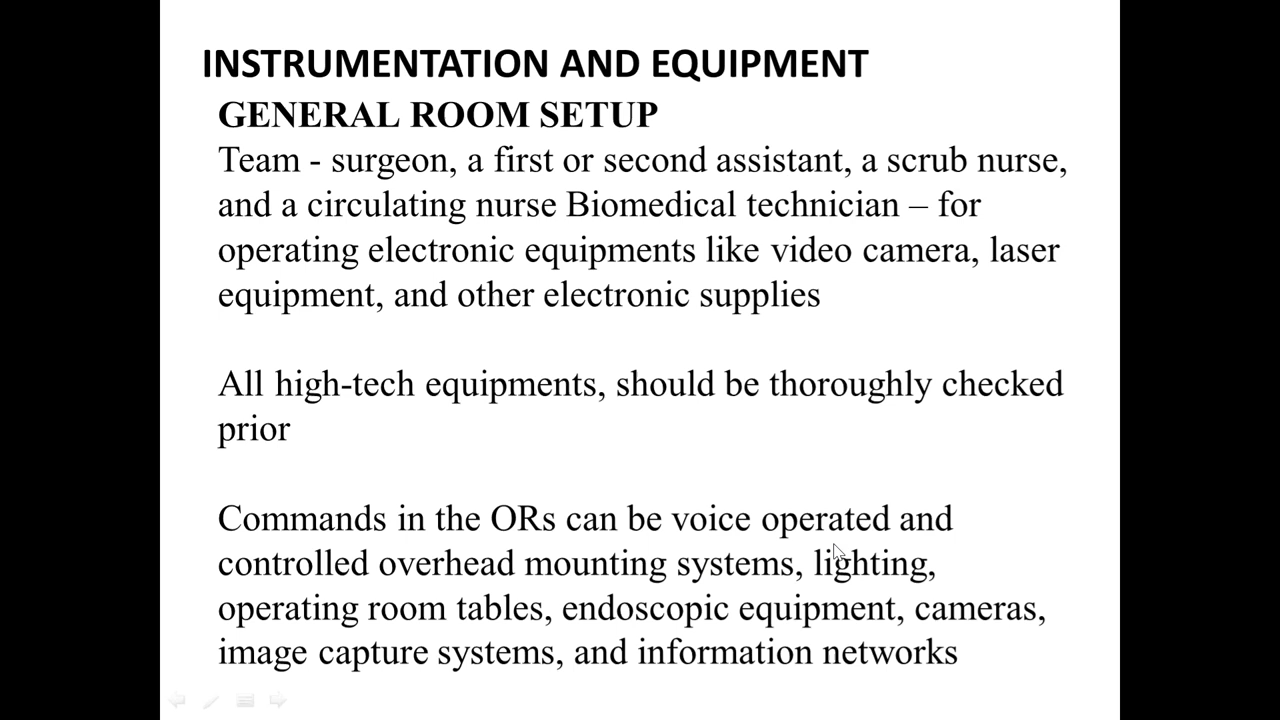 INSTRUMENTATION AND EQUIPMENT
GENERAL ROOM SETUP
Team - surgeon, a first or second assistant, a scrub nurse,
and a circulating nurse Biomedical technician – for
operating electronic equipments like video camera, laser
equipment, and other electronic supplies
All high-tech equipments, should be thoroughly checked
prior
Commands in the ORs can be voice operated and
controlled overhead mounting systems, lighting,
operating room tables, endoscopic equipment, cameras,
image capture systems, and information networks